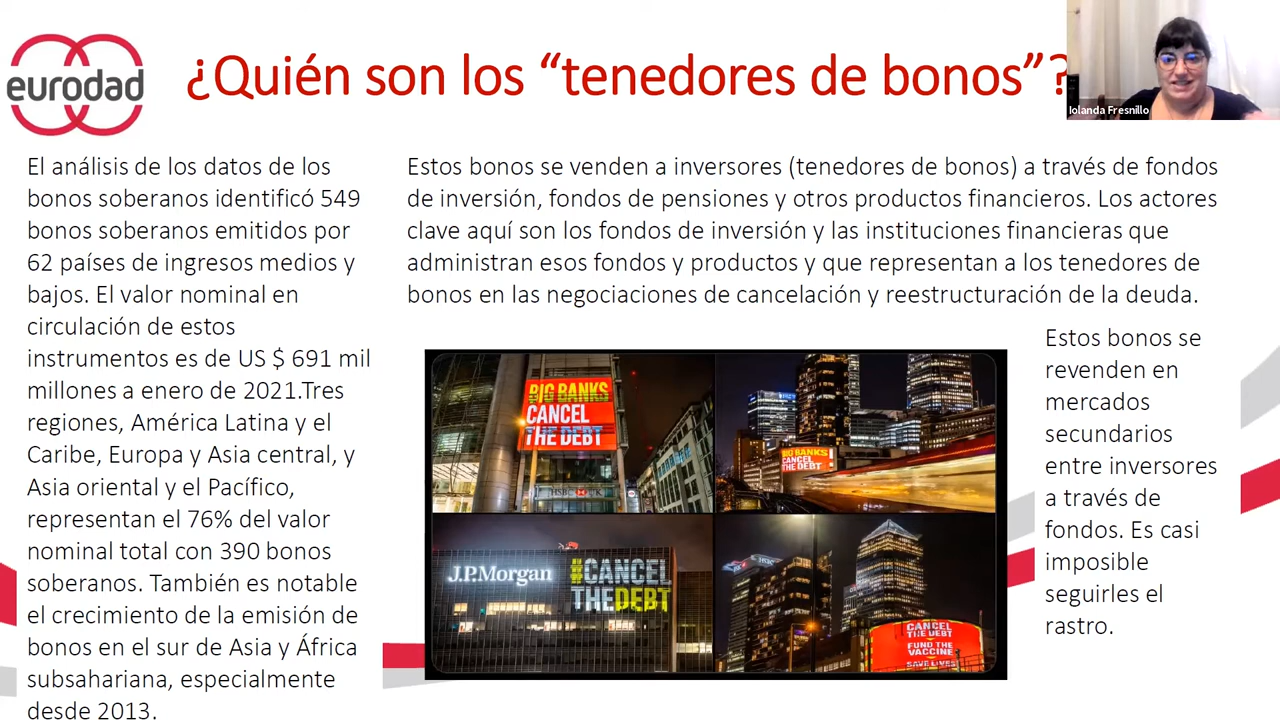 eurodad
¿Quién son los “tenedores de bonos”?
Iolanda Fresnillo
El análisis de los datos de los
bonos soberanos identificó 549
bonos soberanos emitidos por
62 países de ingresos medios y
bajos. El valor nominal en
circulación de estos
instrumentos es de US $ 691 mil
millones a enero de 2021.Tres
regiones, América Latina y el
Caribe, Europa y Asia central, y
Asia oriental y el Pacífico,
representan el 76% del valor
nominal total con 390 bonos
soberanos. También es notable
el crecimiento de la emisión de
bonos en el sur de Asia y África
subsahariana, especialmente
desde 2013.
Estos bonos se venden a inversores (tenedores de bonos) a través de fondos
de inversión, fondos de pensiones y otros productos financieros. Los actores
clave aquí son los fondos de inversión y las instituciones financieras que
administran esos fondos y productos y que representan a los tenedores de
bonos en las negociaciones de cancelación y reestructuración de la deuda.
BIG BANKS
CANCEL
THE DEBT
HSBC
BIG BANKS
CANCEL
THE DEBT
J.P.Morgan
#CANCEL
THEDEBT
CANCEL
THE DEBT
FUND THE
VACCINE
SAVE LIVES
Estos bonos se
revenden en
mercados
secundarios
entre inversores
a través de
fondos. Es casi
imposible
seguirles el
rastro.